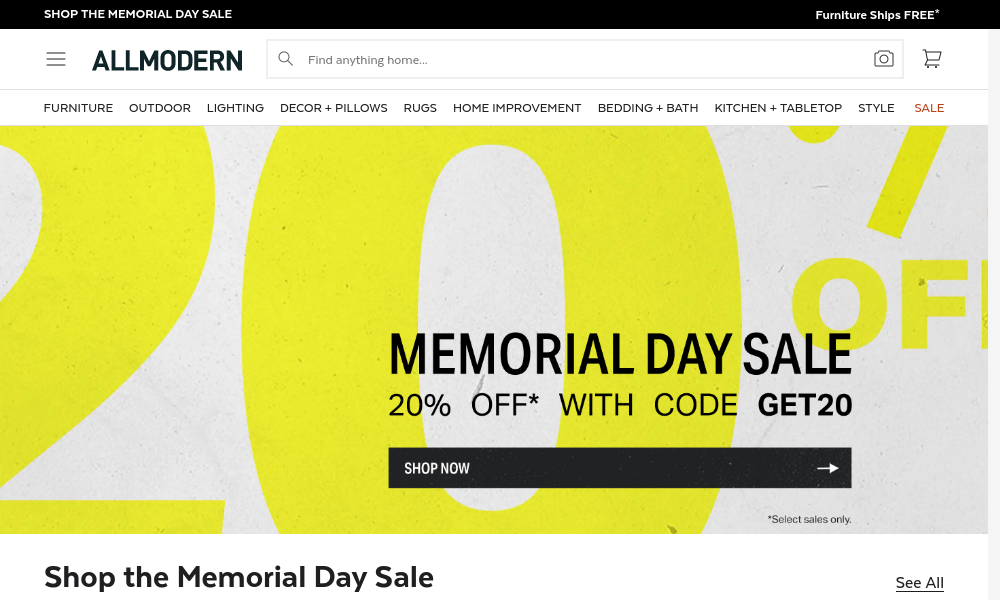 SHOP THE MEMORIAL DAY SALE
Furniture Ships FREE*
ALLMODERN
Find anything home...
FURNITURE OUTDOOR LIGHTING DECOR + PILLOWS RUGS HOME IMPROVEMENT BEDDING + BATH KITCHEN + TABLETOP STYLE SALE
20%
OFF
MEMORIAL DAY SALE
20% OFF* WITH CODE GET20
SHOP NOW
*Select sales only.
Shop the Memorial Day Sale
See All